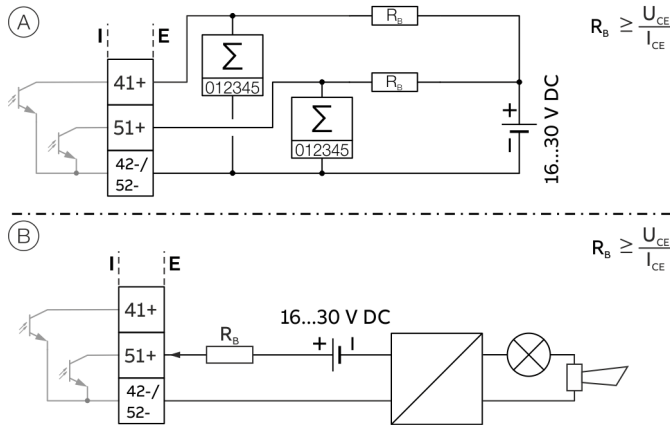 A
I E
41+
51+
42-/
52-
Σ
012345
Σ
012345
R_B
R_B
+
-
16...30 V DC
R_B ≥ U_CE
I_CE
B
I E
41+
51+
42-/
52-
R_B
16...30 V DC
+ -
R_B ≥ U_CE
I_CE